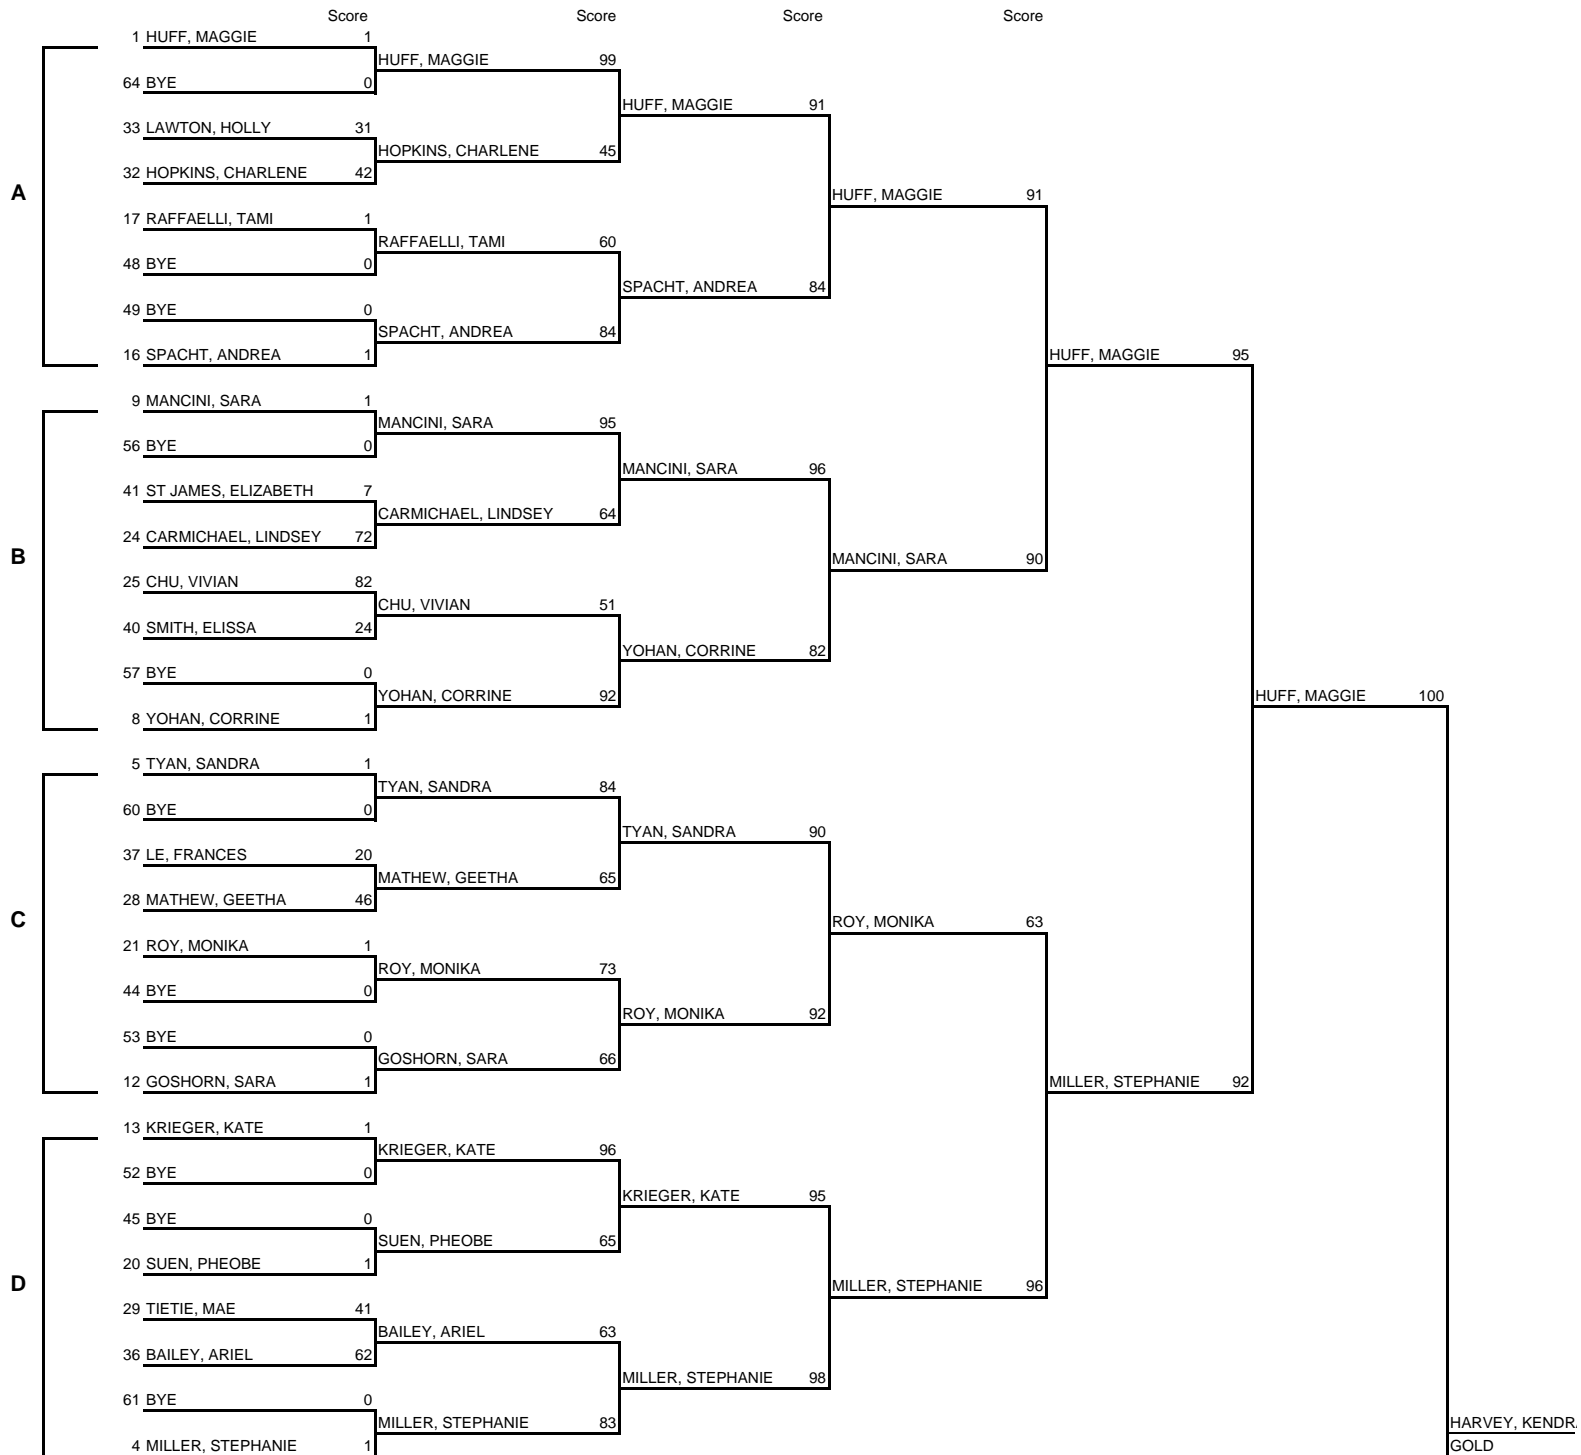 Score Score Score Score
1 HUFF, MAGGIE 1
HUFF, MAGGIE 99
64 BYE 0
HUFF, MAGGIE 91
33 LAWTON, HOLLY 31
HOPKINS, CHARLENE 45
32 HOPKINS, CHARLENE 42
A
HUFF, MAGGIE 91
17 RAFFAELLI, TAMI 1
RAFFAELLI, TAMI 60
48 BYE 0
SPACHT, ANDREA 84
49 BYE 0
SPACHT, ANDREA 84
16 SPACHT, ANDREA 1
HUFF, MAGGIE 95
9 MANCINI, SARA 1
MANCINI, SARA 95
56 BYE 0
MANCINI, SARA 96
41 ST JAMES, ELIZABETH 7
CARMICHAEL, LINDSEY 64
24 CARMICHAEL, LINDSEY 72
B
MANCINI, SARA 90
25 CHU, VIVIAN 82
CHU, VIVIAN 51
40 SMITH, ELISSA 24
YOHAN, CORRINE 82
57 BYE 0
YOHAN, CORRINE 92
HUFF, MAGGIE 100
8 YOHAN, CORRINE 1
5 TYAN, SANDRA 1
TYAN, SANDRA 84
60 BYE 0
TYAN, SANDRA 90
37 LE, FRANCES 20
MATHEW, GEETHA 65
28 MATHEW, GEETHA 46
C
ROY, MONIKA 63
21 ROY, MONIKA 1
ROY, MONIKA 73
44 BYE 0
ROY, MONIKA 92
53 BYE 0
GOSHORN, SARA 66
12 GOSHORN, SARA 1
MILLER, STEPHANIE 92
13 KRIEGER, KATE 1
KRIEGER, KATE 96
52 BYE 0
KRIEGER, KATE 95
45 BYE 0
SUEN, PHEOBE 65
20 SUEN, PHEOBE 1
D
MILLER, STEPHANIE 96
29 TIETIE, MAE 41
BAILEY, ARIEL 63
36 BAILEY, ARIEL 62
MILLER, STEPHANIE 98
61 BYE 0
MILLER, STEPHANIE 83
HARVEY, KENDRA
4 MILLER, STEPHANIE 1
GOLD